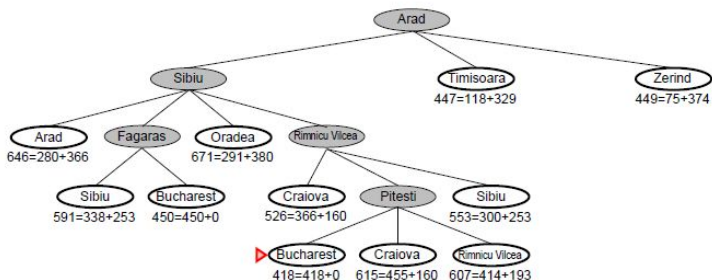 Arad
Sibiu
Timisoara
Zerind
447=118+329
449=75+374
Arad
Fagaras
Oradea
Rimnicu Vilcea
646=280+366
671=291+380
Sibiu
Bucharest
Craiova
Pitesti
Sibiu
591=338+253
450=450+0
526=366+160
553=300+253
Bucharest
Craiova
Rimnicu Vilcea
418=418+0
615=455+160
607=414+193